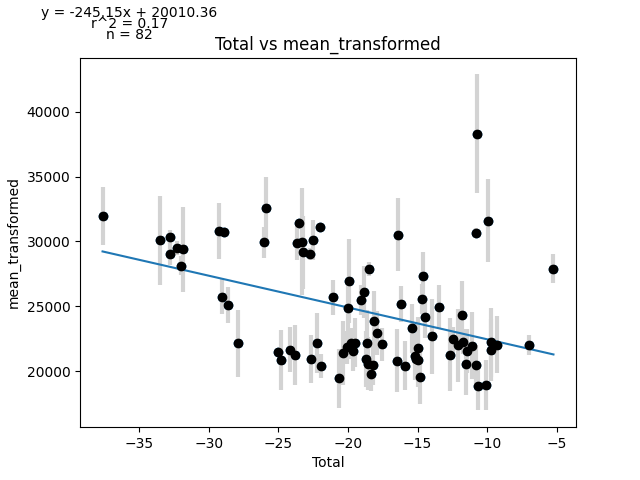 y = -245.15x + 20010.36
r^2 = 0.17
n = 82
Total vs mean_transformed
40000
35000
30000
25000
20000
mean_transformed
−35
−30
−25
−20
−15
−10
−5
Total